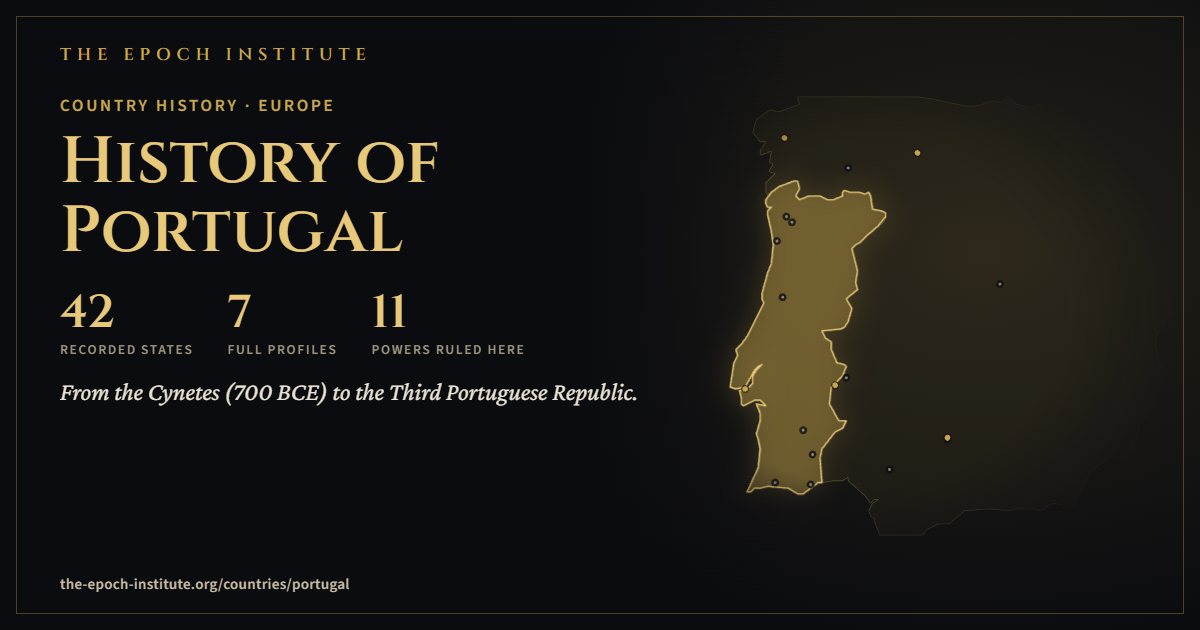 THE EPOCH INSTITUTE
COUNTRY HISTORY · EUROPE
HISTORY OF
PORTUGAL
42 7 11
RECORDED STATES FULL PROFILES POWERS RULED HERE
From the Cynetes (700 BCE) to the Third Portuguese Republic.
the-epoch-institute.org/countries/portugal